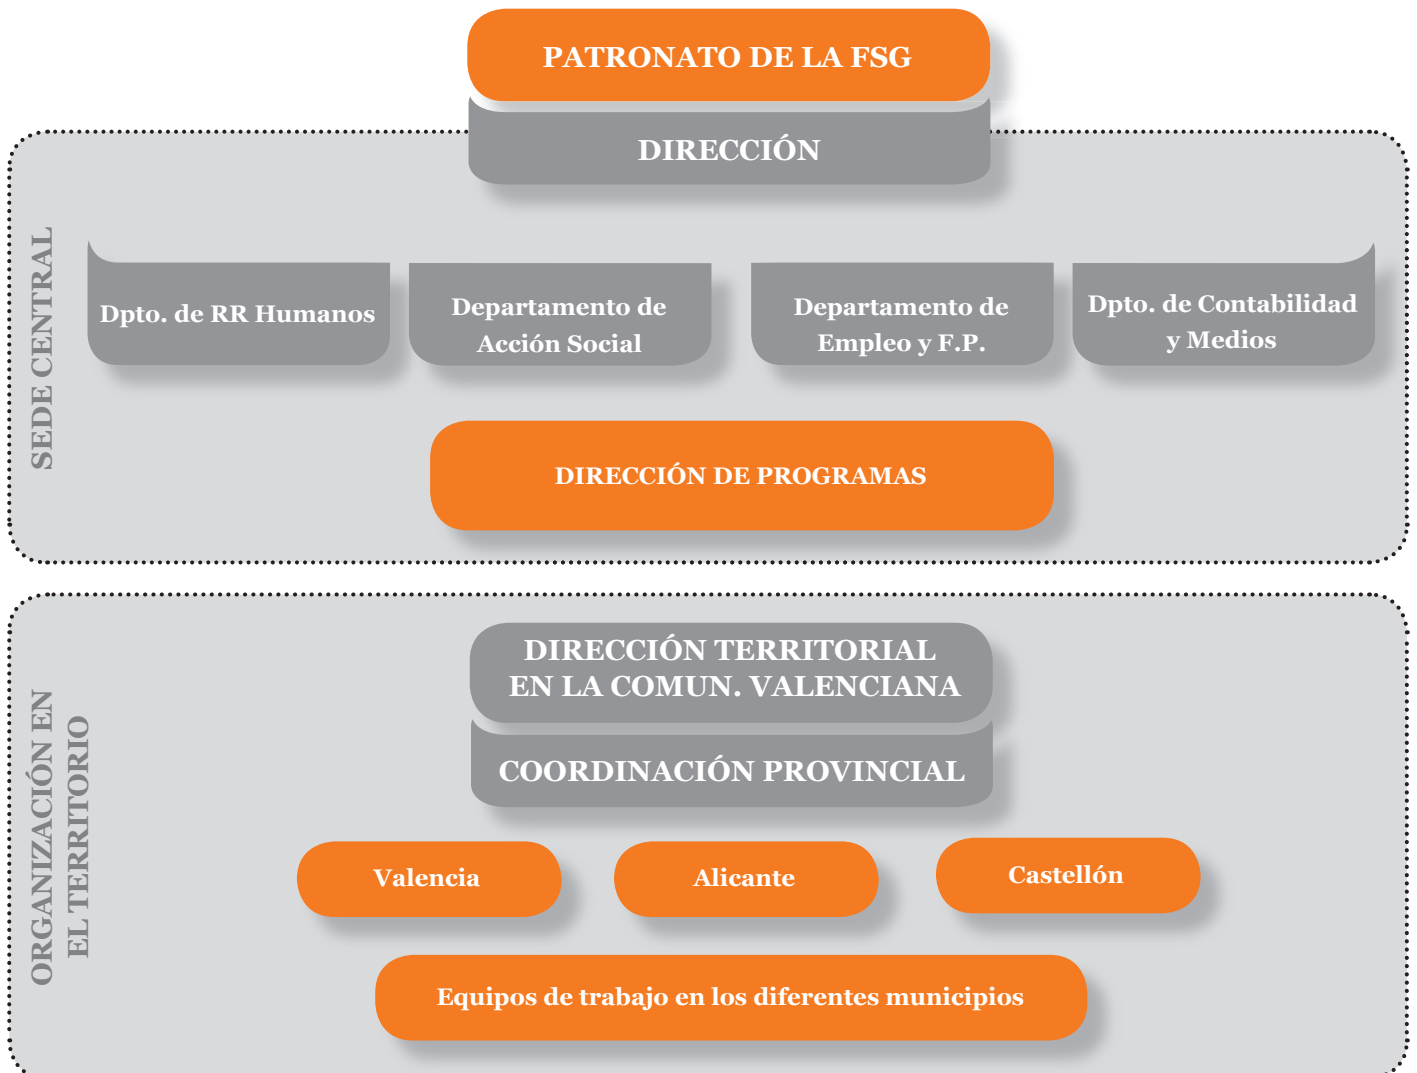 PATRONATO DE LA FSG
DIRECCIÓN
SEDE CENTRAL
Dpto. de RR Humanos
Departamento de
Acción Social
Departamento de
Empleo y F.P.
Dpto. de Contabilidad
y Medios
DIRECCIÓN DE PROGRAMAS
ORGANIZACIÓN EN
EL TERRITORIO
DIRECCIÓN TERRITORIAL
EN LA COMUN. VALENCIANA
COORDINACIÓN PROVINCIAL
Valencia
Alicante
Castellón
Equipos de trabajo en los diferentes municipios